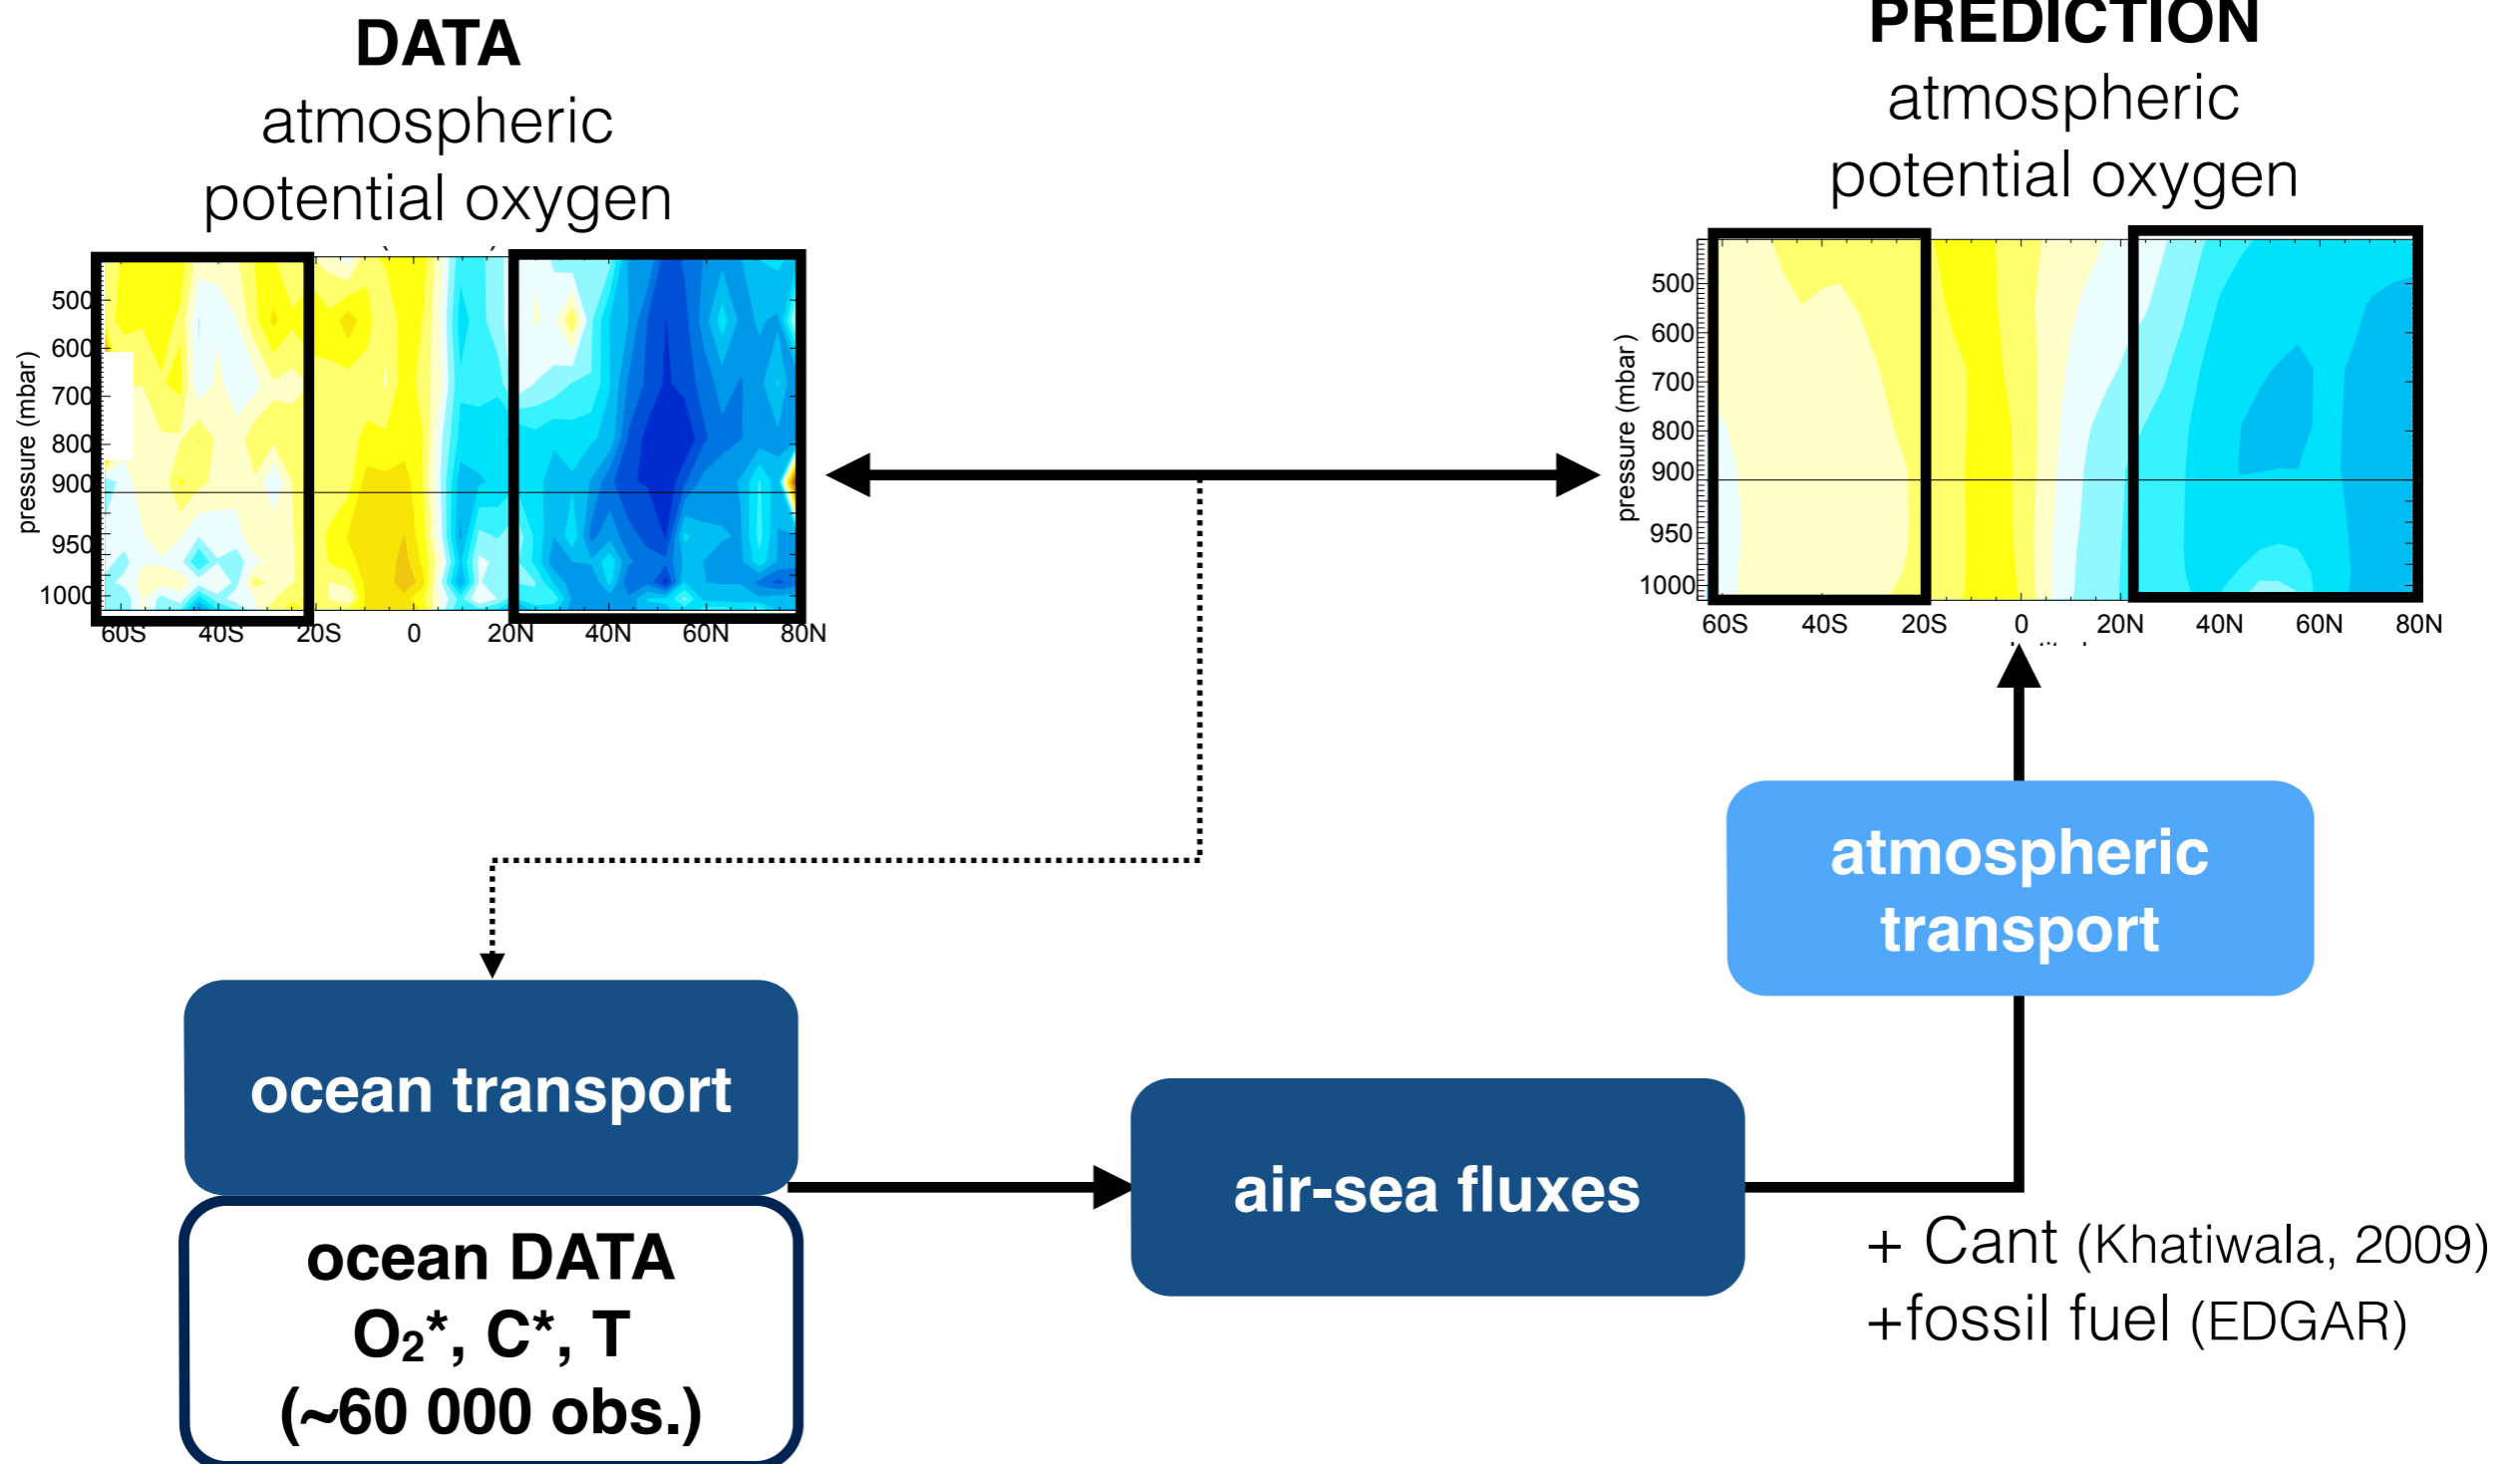 DATA
atmospheric
potential oxygen
PREDICTION
atmospheric
potential oxygen
pressure (mbar)
500
600
700
800
900
950
1000
60S 40S 20S 0 20N 40N 60N 80N
pressure (mbar)
500
600
700
800
900
950
1000
60S 40S 20S 0 20N 40N 60N 80N
atmospheric
transport
ocean transport
air-sea fluxes
ocean DATA
O₂*, C*, T
(~60 000 obs.)
+ Cant (Khatiwala, 2009)
+fossil fuel (EDGAR)